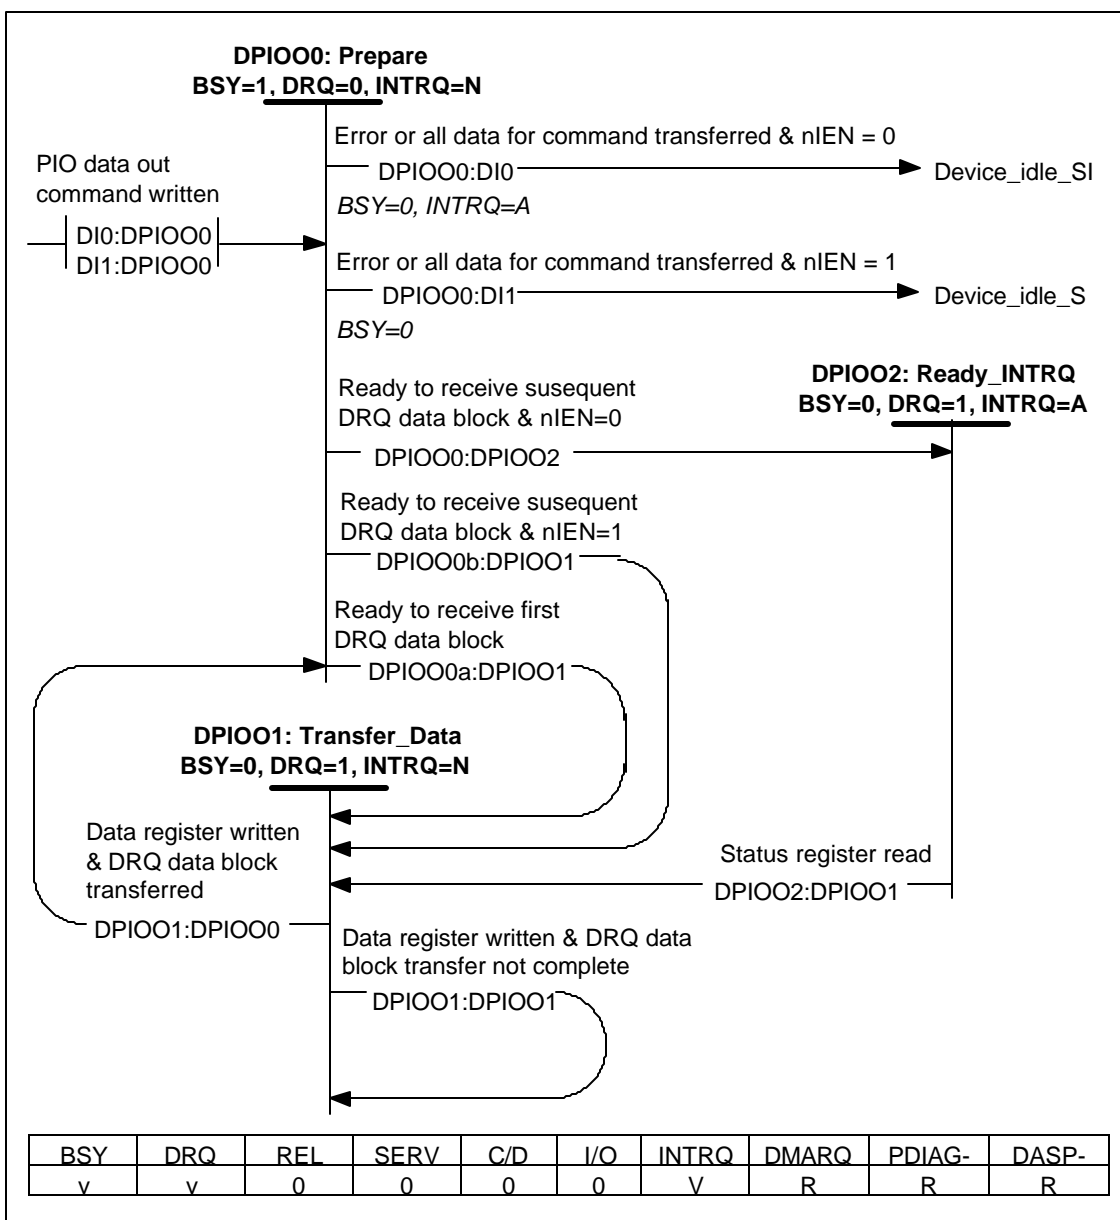 DPIOO0: Prepare
BSY=1, DRQ=0, INTRQ=N
Error or all data for command transferred & nIEN = 0
DPIOO0:DI0
Device_idle_SI
BSY=0, INTRQ=A
PIO data out
command written
DI0:DPIOO0
DI1:DPIOO0
Error or all data for command transferred & nIEN = 1
DPIOO0:DI1
Device_idle_S
BSY=0
DPIOO2: Ready_INTRQ
BSY=0, DRQ=1, INTRQ=A
Ready to receive susequent
DRQ data block & nIEN=0
DPIOO0:DPIOO2
Ready to receive susequent
DRQ data block & nIEN=1
DPIOO0b:DPIOO1
Ready to receive first
DRQ data block
DPIOO0a:DPIOO1
DPIOO1: Transfer_Data
BSY=0, DRQ=1, INTRQ=N
Data register written
& DRQ data block
transferred
DPIOO1:DPIOO0
Status register read
DPIOO2:DPIOO1
Data register written & DRQ data
block transfer not complete
DPIOO1:DPIOO1
BSY DRQ REL SERV C/D I/O INTRQ DMARQ PDIAG- DASP-
v v 0 0 0 0 V R R R